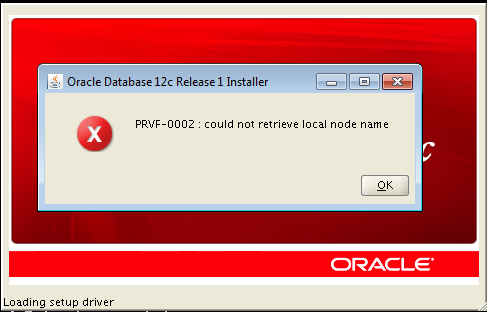 Oracle Database 12c Release 1 Installer
PRVF-0002 : could not retrieve local node name
OK
c
ORACLE
Loading setup driver